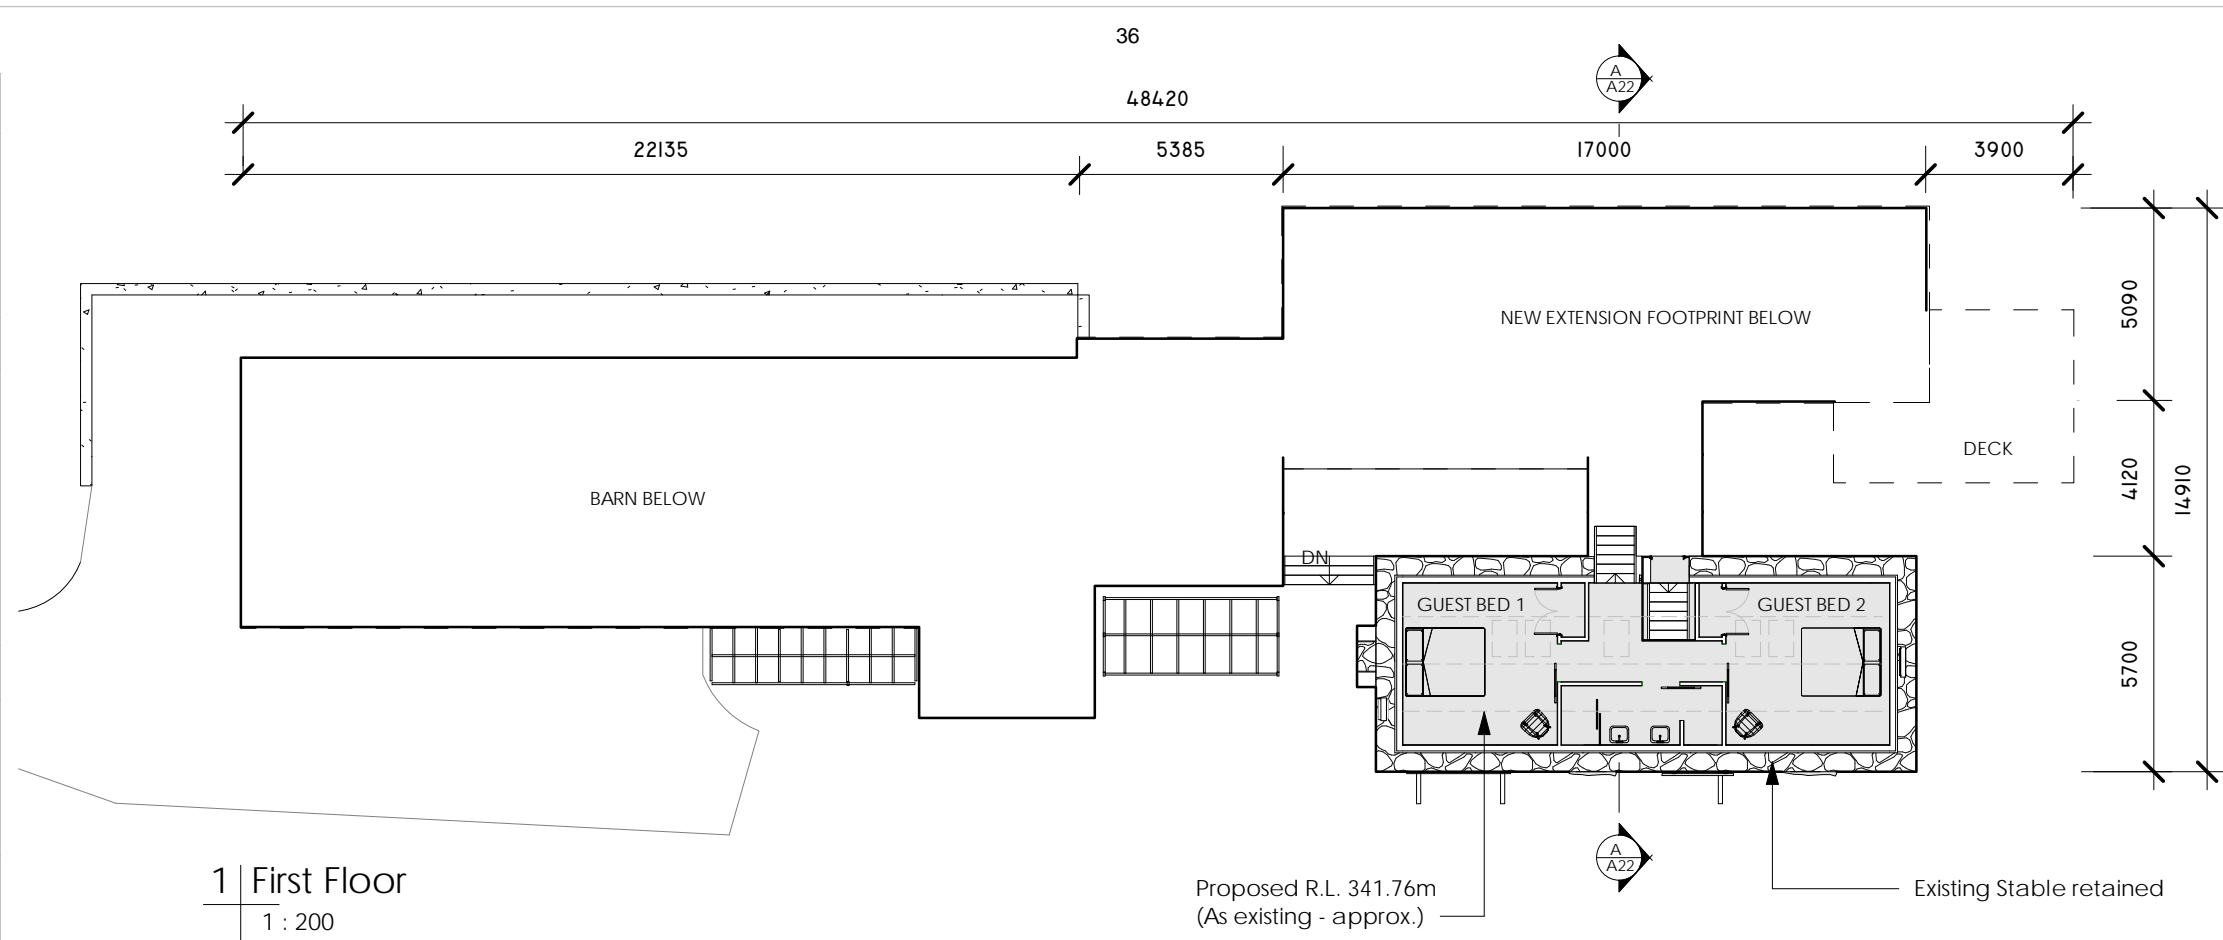 36
A
A22
48420
22135
5385
17000
3900
NEW EXTENSION FOOTPRINT BELOW
5090
DECK
4120
14910
BARN BELOW
DN
GUEST BED 1
GUEST BED 2
5700
A
A22
1 First Floor
1 : 200
Proposed R.L. 341.76m
(As existing - approx.)
Existing Stable retained